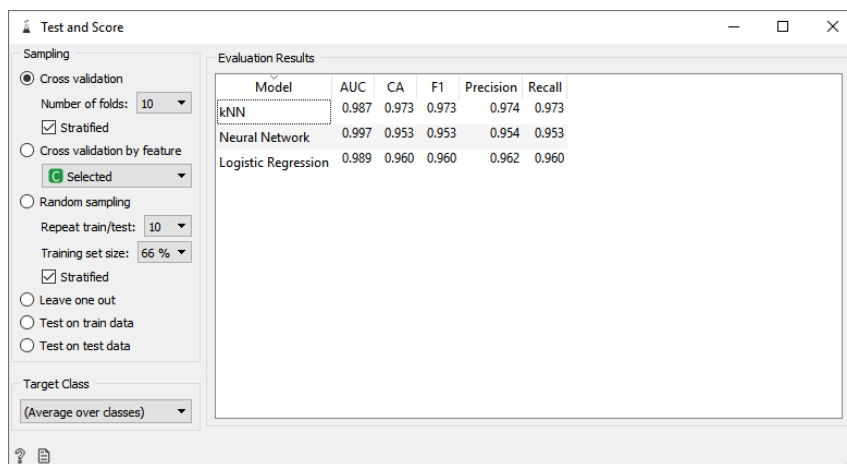 Test and Score
Sampling
Cross validation
Number of folds: 10
Stratified
Cross validation by feature
C Selected
Random sampling
Repeat train/test: 10
Training set size: 66 %
Stratified
Leave one out
Test on train data
Test on test data
Target Class
(Average over classes)
Evaluation Results
Model AUC CA F1 Precision Recall
kNN 0.987 0.973 0.973 0.974 0.973
Neural Network 0.997 0.953 0.953 0.954 0.953
Logistic Regression 0.989 0.960 0.960 0.962 0.960
?